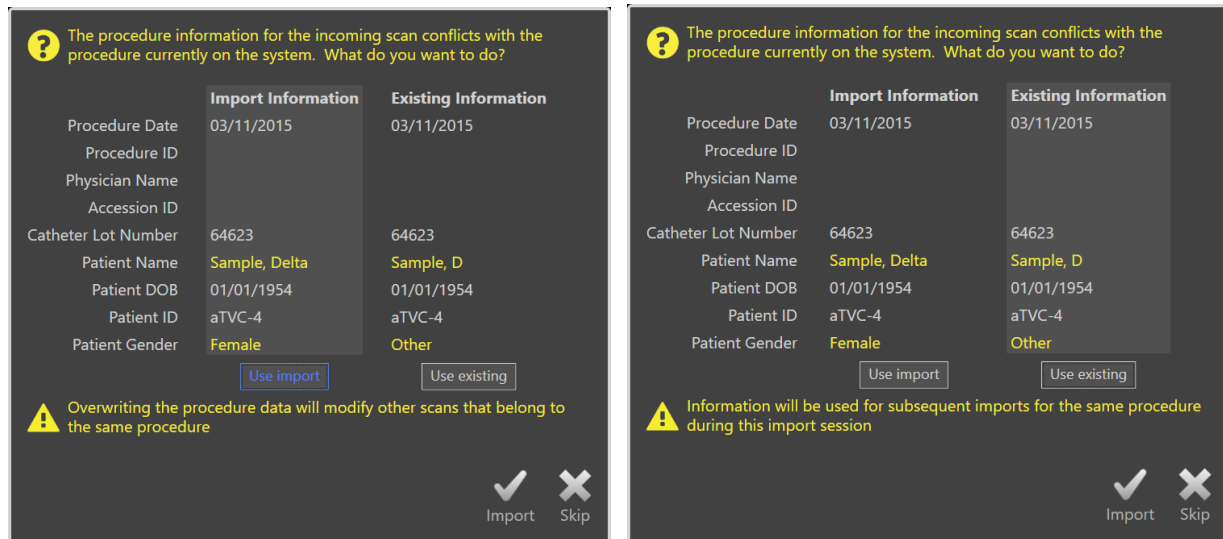 The procedure information for the incoming scan conflicts with the
procedure currently on the system.  What do you want to do?
Import Information Existing Information
Procedure Date 03/11/2015 03/11/2015
Procedure ID
Physician Name
Accession ID
Catheter Lot Number 64623 64623
Patient Name Sample, Delta Sample, D
Patient DOB 01/01/1954 01/01/1954
Patient ID aTVC-4 aTVC-4
Patient Gender Female Other
Use import Use existing
Overwriting the procedure data will modify other scans that belong to
the same procedure
Import Skip
The procedure information for the incoming scan conflicts with the
procedure currently on the system.  What do you want to do?
Import Information Existing Information
Procedure Date 03/11/2015 03/11/2015
Procedure ID
Physician Name
Accession ID
Catheter Lot Number 64623 64623
Patient Name Sample, Delta Sample, D
Patient DOB 01/01/1954 01/01/1954
Patient ID aTVC-4 aTVC-4
Patient Gender Female Other
Use import Use existing
Information will be used for subsequent imports for the same procedure
during this import session
Import Skip